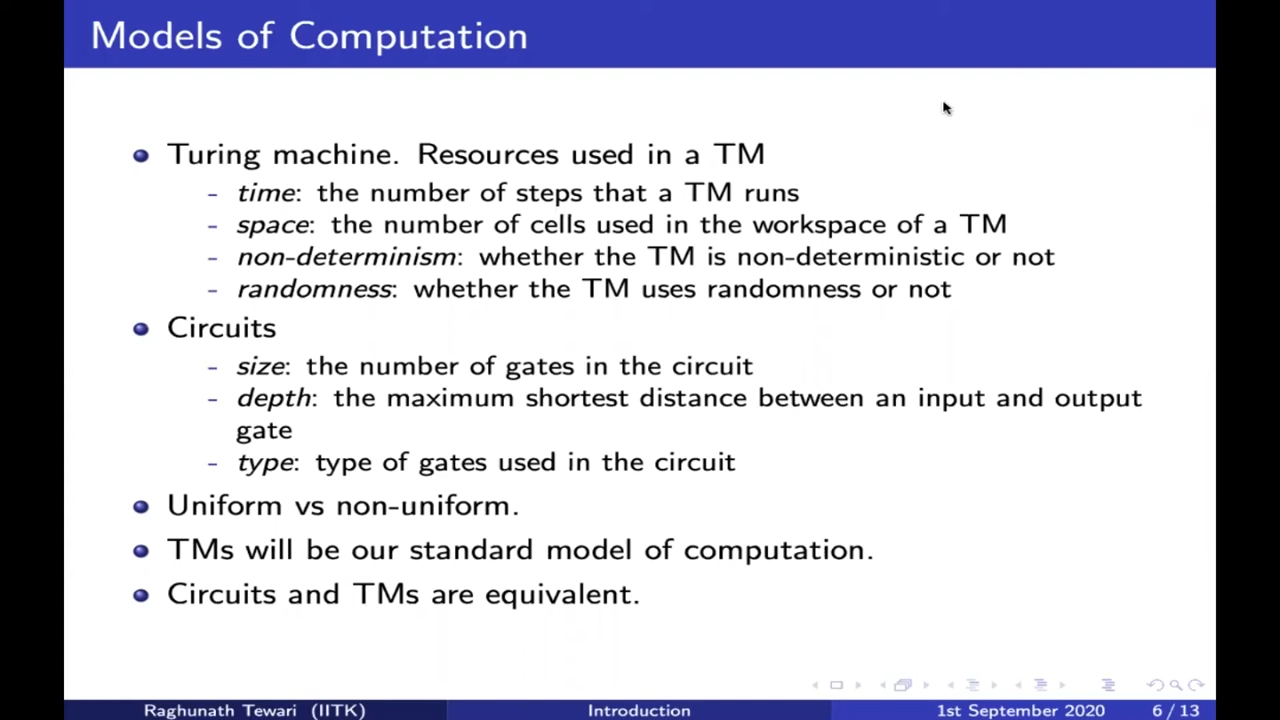 Models of Computation
Turing machine. Resources used in a TM
- time: the number of steps that a TM runs
- space: the number of cells used in the workspace of a TM
- non-determinism: whether the TM is non-deterministic or not
- randomness: whether the TM uses randomness or not
Circuits
- size: the number of gates in the circuit
- depth: the maximum shortest distance between an input and output
gate
- type: type of gates used in the circuit
Uniform vs non-uniform.
TMs will be our standard model of computation.
Circuits and TMs are equivalent.
Raghunath Tewari (IITK) Introduction 1st September 2020 6 / 13